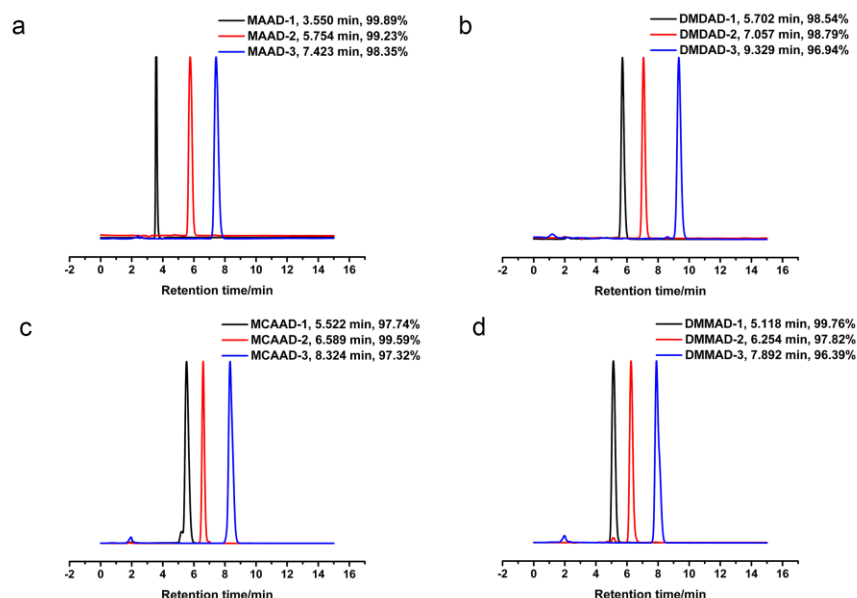 a
MAAD-1, 3.550 min, 99.89%
MAAD-2, 5.754 min, 99.23%
MAAD-3, 7.423 min, 98.35%
-2 0 2 4 6 8 10 12 14 16
Retention time/min
b
DMDAD-1, 5.702 min, 98.54%
DMDAD-2, 7.057 min, 98.79%
DMDAD-3, 9.329 min, 96.94%
-2 0 2 4 6 8 10 12 14 16
Retention time/min
c
MCAAD-1, 5.522 min, 97.74%
MCAAD-2, 6.589 min, 99.59%
MCAAD-3, 8.324 min, 97.32%
-2 0 2 4 6 8 10 12 14 16
Retention time/min
d
DMMAD-1, 5.118 min, 99.76%
DMMAD-2, 6.254 min, 97.82%
DMMAD-3, 7.892 min, 96.39%
-2 0 2 4 6 8 10 12 14 16
Retention time/min